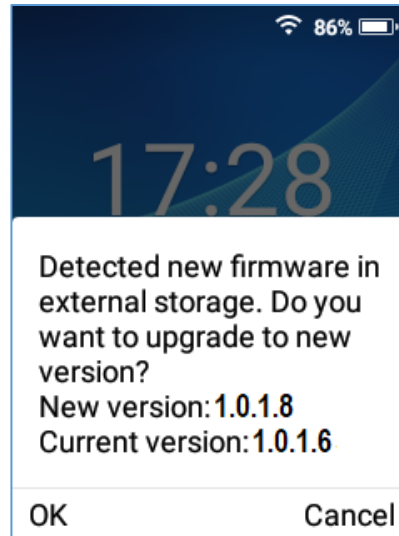 86%
17:28
Detected new firmware in
external storage. Do you
want to upgrade to new
version?
New version:1.0.1.8
Current version:1.0.1.6
OK Cancel